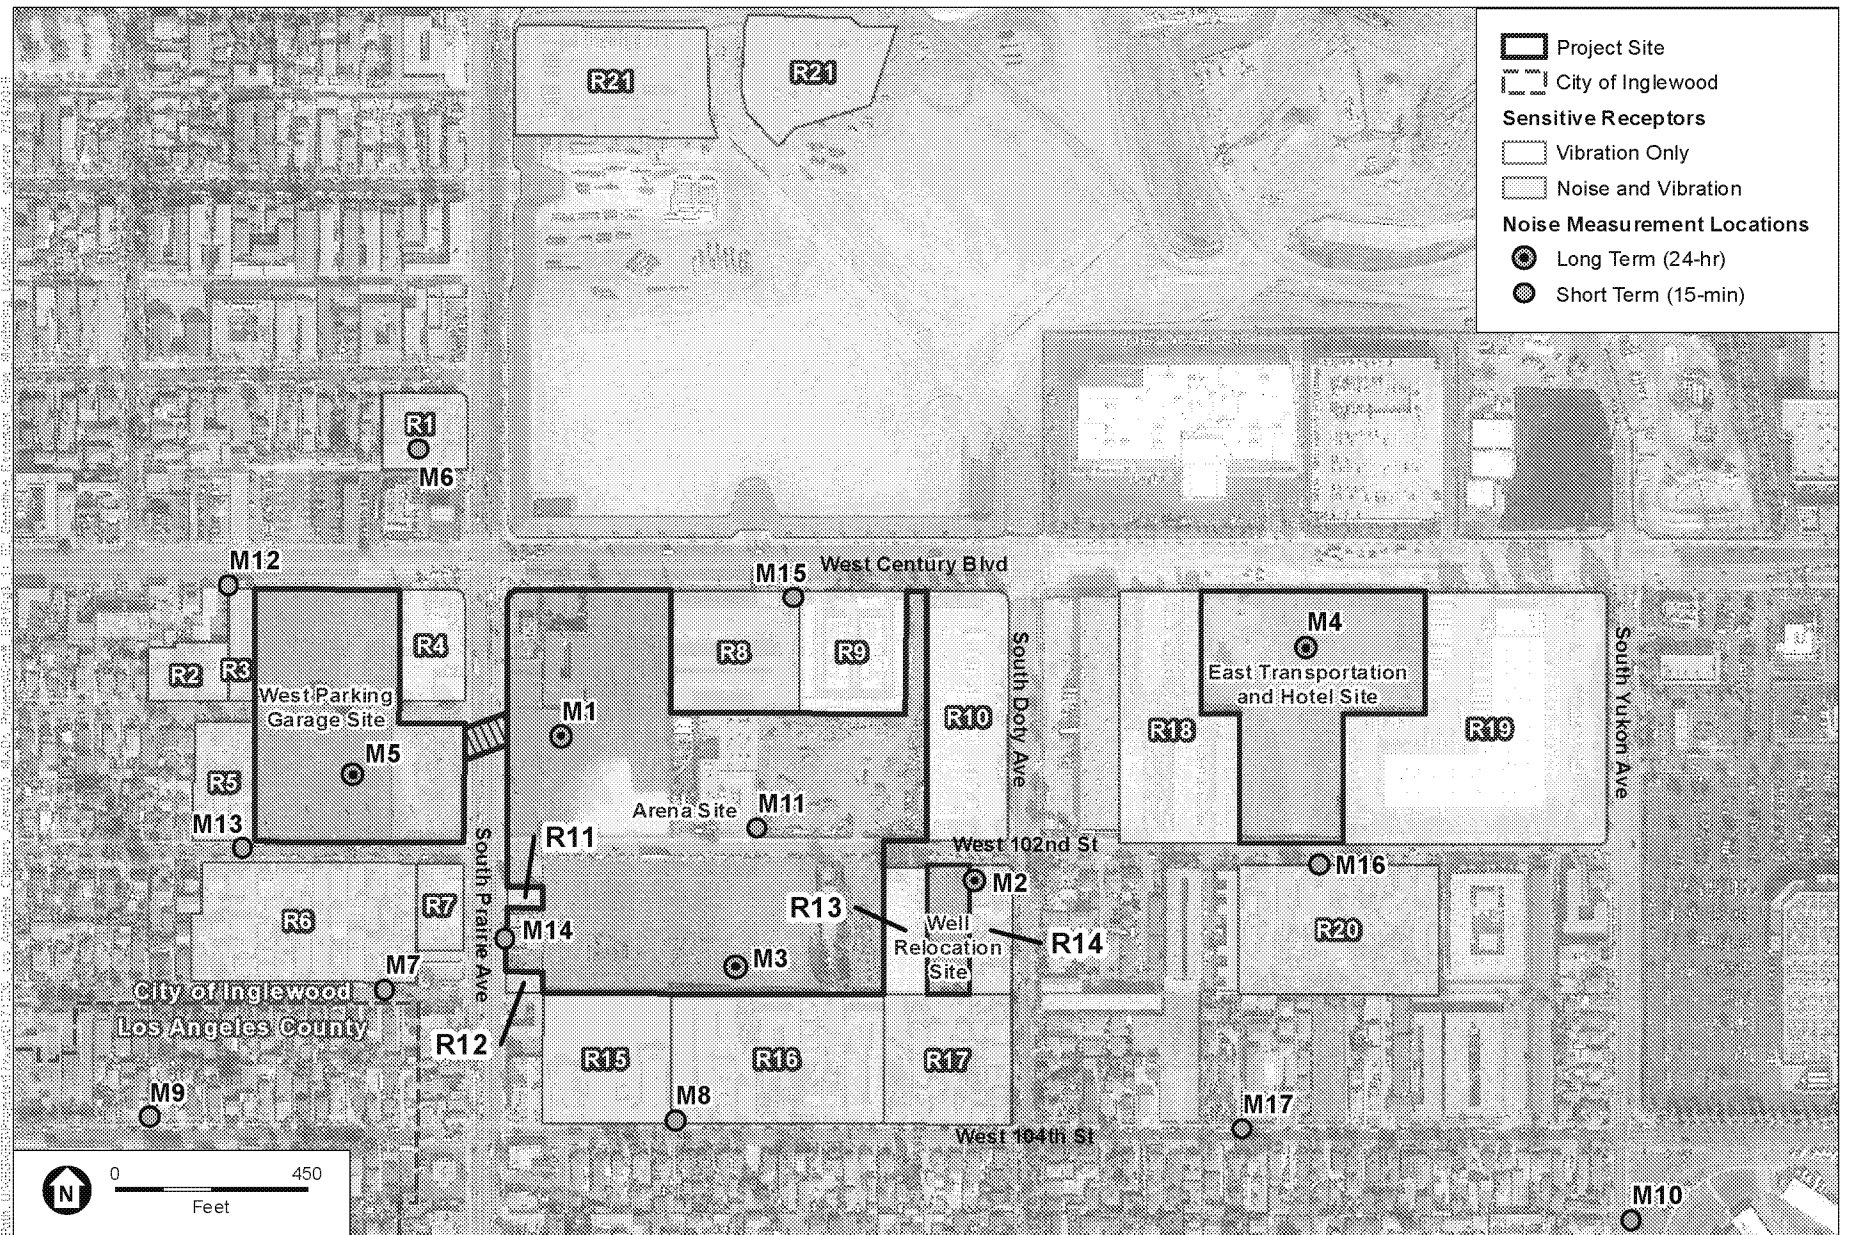 Project Site
City of Inglewood
Sensitive Receptors
Vibration Only
Noise and Vibration
Noise Measurement Locations
Long Term (24-hr)
Short Term (15-min)
R21
R21
R1
M6
M12
M15
West Century Blvd
R4
R8
R9
M4
R2
R3
East Transportation
and Hotel Site
West Parking
Garage Site
M1
R10
South Doty Ave
R18
R19
South Yukon Ave
M5
R5
Arena Site
M11
M13
R11
West 102nd St
M16
South Prairie Ave
M2
R13
R6
R7
M14
Well
Relocation
Site
R14
R20
M3
M7
City of Inglewood
Los Angeles County
R12
R15
R16
R17
M9
M8
M17
West 104th St
0
450
Feet
N
M10